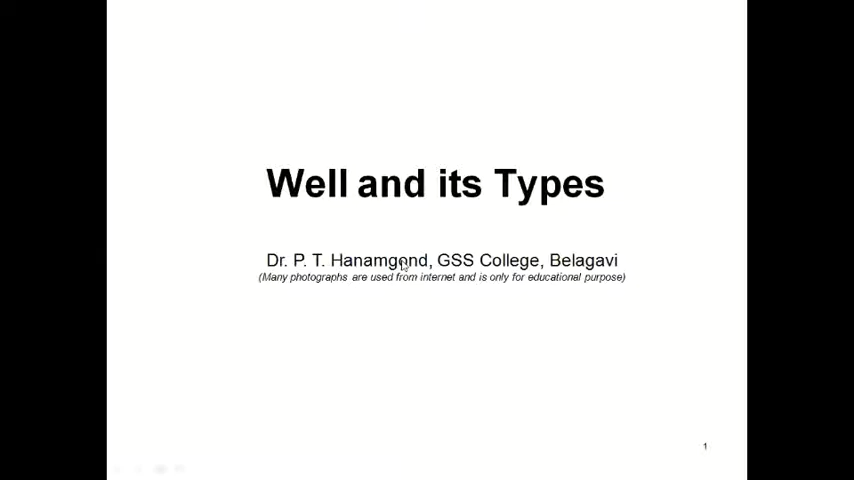 Well and its Types
Dr. P. T. Hanamgond, GSS College, Belagavi
(Many photographs are used from internet and is only for educational purpose)
1